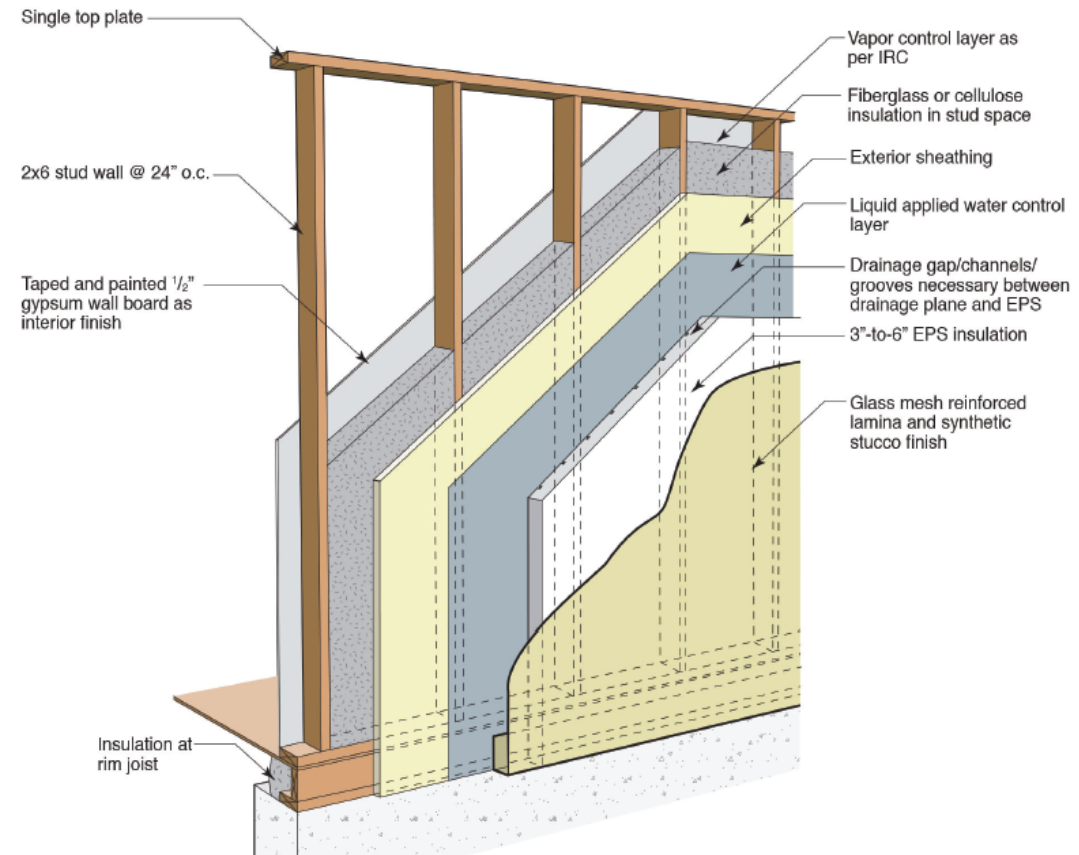 Single top plate
2x6 stud wall @ 24” o.c.
Taped and painted 1/2”
gypsum wall board as
interior finish
Insulation at
rim joist
Vapor control layer as
per IRC
Fiberglass or cellulose
insulation in stud space
Exterior sheathing
Liquid applied water control
layer
Drainage gap/channels/
grooves necessary between
drainage plane and EPS
3”-to-6” EPS insulation
Glass mesh reinforced
lamina and synthetic
stucco finish